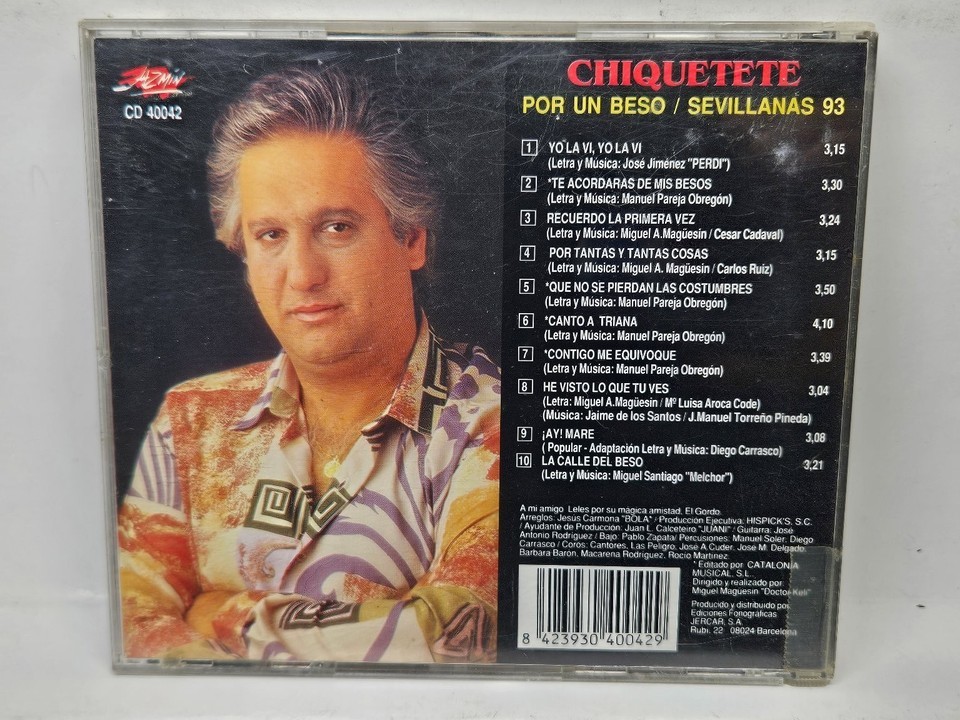 JAZMIN
CD 40042
CHIQUETETE
POR UN BESO / SEVILLANAS 93
1 YO LA VI, YO LA VI 3,15
(Letra y Música: José Jiménez "PERDI")
2 *TE ACORDARAS DE MIS BESOS 3,30
(Letra y Música: Manuel Pareja Obregón)
3 RECUERDO LA PRIMERA VEZ 3,24
(Letra y Música: Miguel A.Magüesin / Cesar Cadaval)
4 POR TANTAS Y TANTAS COSAS 3,15
(Letra y Música: Miguel A. Magüesin / Carlos Ruiz)
5 *QUE NO SE PIERDAN LAS COSTUMBRES 3,50
(Letra y Música: Manuel Pareja Obregón)
6 *CANTO A TRIANA 4,10
(Letra y Música: Manuel Pareja Obregón)
7 *CONTIGO ME EQUIVOQUE 3,39
(Letra y Música: Manuel Pareja Obregón)
8 HE VISTO LO QUE TU VES 3,04
(Letra: Miguel A.Magüesin / Mª Luisa Aroca Code)
(Música: Jaime de los Santos / J.Manuel Torreño Pineda)
9 ¡AY! MARE 3,08
( Popular - Adaptación Letra y Música: Diego Carrasco)
10 LA CALLE DEL BESO 3,21
(Letra y Música: Miguel Santiago "Melchor")
A mi amigo Leles por su mágica amistad. El Gordo.
Arreglos: Jesus Carmona "BOLA" / Producción Ejecutiva: HISPICK'S, S.C.
/ Ayudante de Producción: Juan L. Calceteiro "JUANI" / Guitarra: José
Antonio Rodriguez / Bajo: Pablo Zapata / Percusiones: Manuel Soler; Diego
Carrasco / Coros: Cantores, Las Peligro, José A.Cuder, José M. Delgado,
Barbara Baron, Macarena Rodriguez, Rocio Martinez.
* Editado por: CATALONIA
MUSICAL, S.L.
Dirigido y realizado por:
Miguel Magüesin "Doctor Keli"
Producido y distribuido por
Ediciones Fonográficas
JERCAR, S.A.
Rubi, 22 08024 Barcelona
8 423930 400429